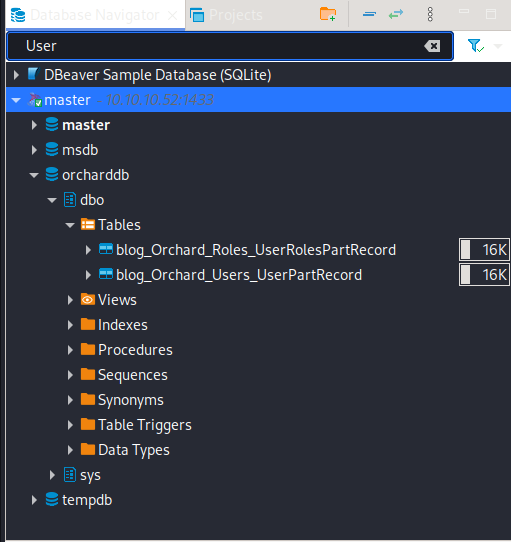 Database Navigator Projects
User
DBeaver Sample Database (SQLite)
master 10.10.10.52:1433
master
msdb
orcharddb
dbo
Tables
blog_Orchard_Roles_UserRolesPartRecord 16K
blog_Orchard_Users_UserPartRecord 16K
Views
Indexes
Procedures
Sequences
Synonyms
Table Triggers
Data Types
sys
tempdb